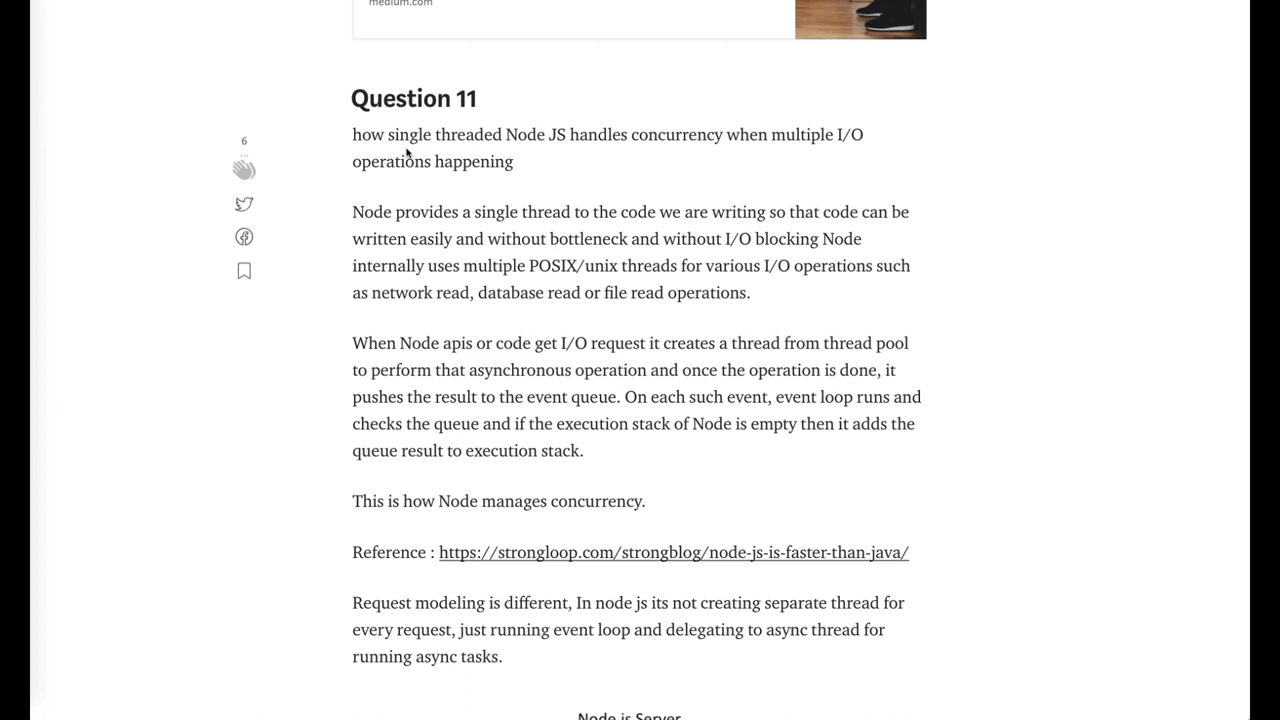 medium.com
Question 11
how single threaded Node JS handles concurrency when multiple I/O
operations happening
6
Node provides a single thread to the code we are writing so that code can be
written easily and without bottleneck and without I/O blocking Node
internally uses multiple POSIX/unix threads for various I/O operations such
as network read, database read or file read operations.
When Node apis or code get I/O request it creates a thread from thread pool
to perform that asynchronous operation and once the operation is done, it
pushes the result to the event queue. On each such event, event loop runs and
checks the queue and if the execution stack of Node is empty then it adds the
queue result to execution stack.
This is how Node manages concurrency.
Reference : https://strongloop.com/strongblog/node-js-is-faster-than-java/
Request modeling is different, In node js its not creating separate thread for
every request, just running event loop and delegating to async thread for
running async tasks.
Node js Server